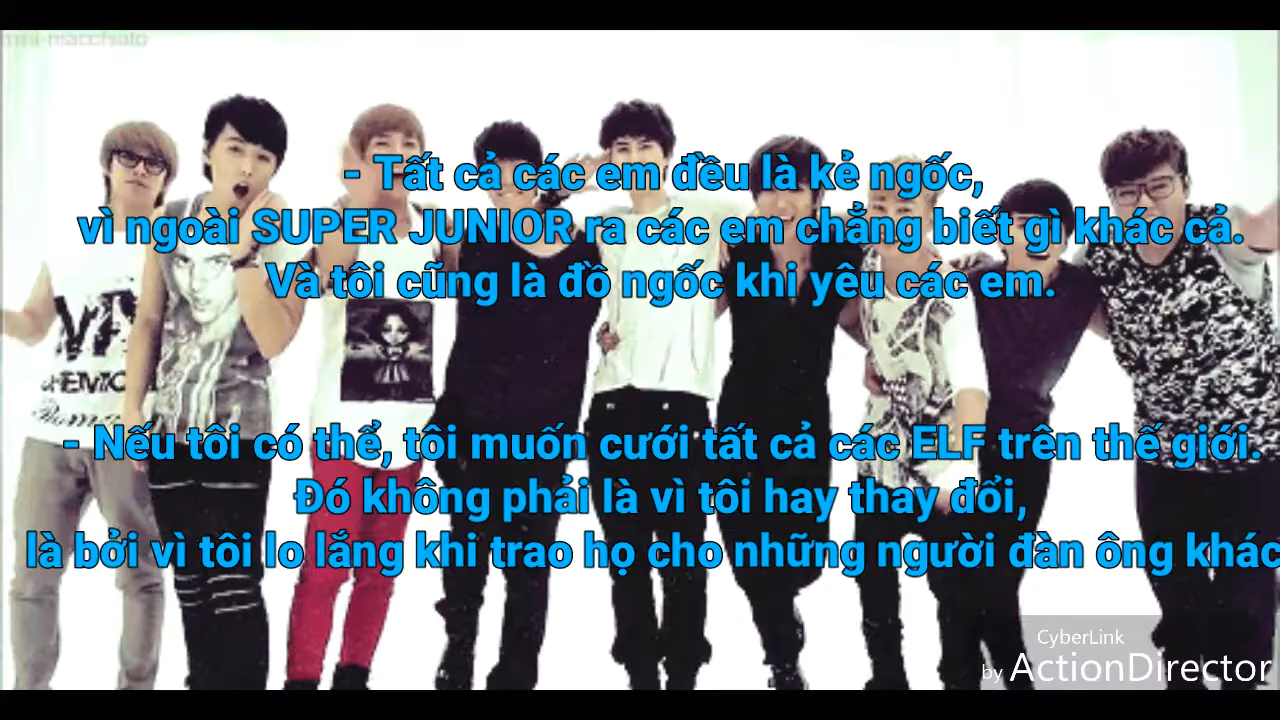 mini-macchiato
- Tất cả các em đều là kẻ ngốc,
vì ngoài SUPER JUNIOR ra các em chẳng biết gì khác cả.
Và tôi cũng là đồ ngốc khi yêu các em.
- Nếu tôi có thể, tôi muốn cưới tất cả các ELF trên thế giới.
Đó không phải là vì tôi hay thay đổi,
là bởi vì tôi lo lắng khi trao họ cho những người đàn ông khác
CyberLink
by ActionDirector